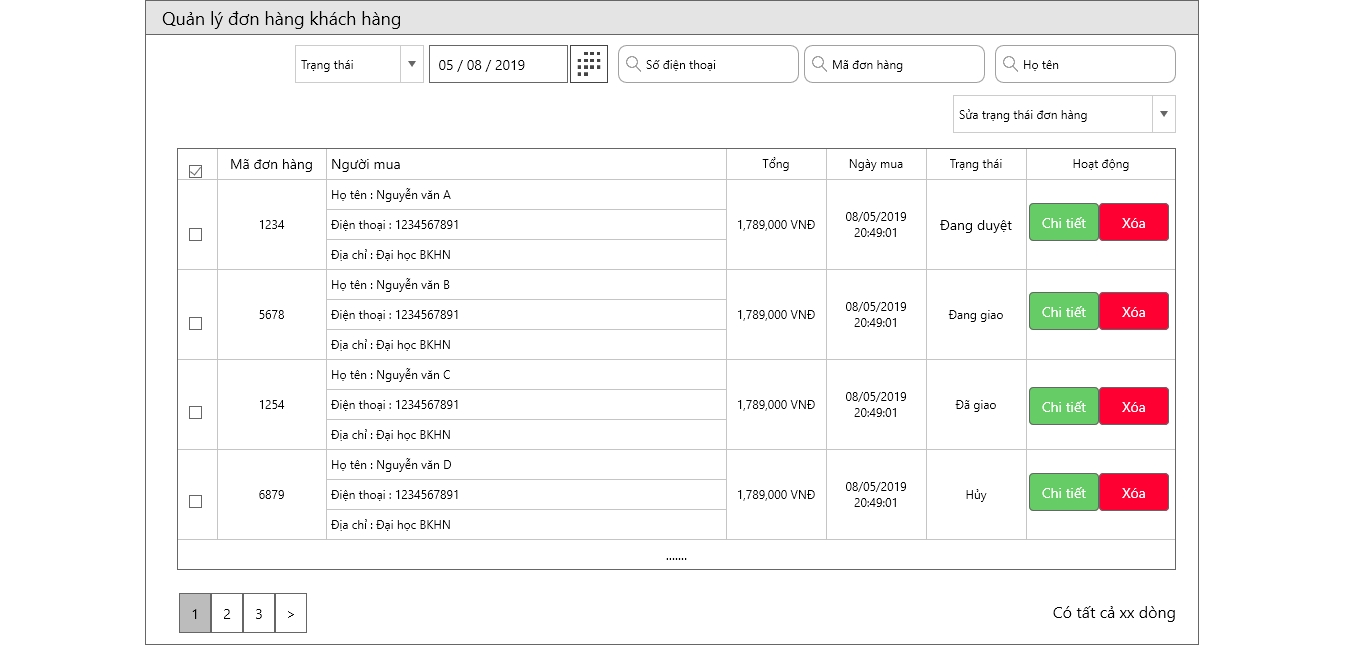 Quản lý đơn hàng khách hàng
Trạng thái 05 / 08 / 2019 Số điện thoại Mã đơn hàng Họ tên
Sửa trạng thái đơn hàng
Mã đơn hàng Người mua Tổng Ngày mua Trạng thái Hoạt động
Họ tên : Nguyễn văn A
1234 Điện thoại : 1234567891 1,789,000 VNĐ 08/05/2019 Đang duyệt Chi tiết Xóa
20:49:01
Địa chỉ : Đại học BKHN
Họ tên : Nguyễn văn B
5678 Điện thoại : 1234567891 1,789,000 VNĐ 08/05/2019 Đang giao Chi tiết Xóa
20:49:01
Địa chỉ : Đại học BKHN
Họ tên : Nguyễn văn C
1254 Điện thoại : 1234567891 1,789,000 VNĐ 08/05/2019 Đã giao Chi tiết Xóa
20:49:01
Địa chỉ : Đại học BKHN
Họ tên : Nguyễn văn D
6879 Điện thoại : 1234567891 1,789,000 VNĐ 08/05/2019 Hủy Chi tiết Xóa
20:49:01
Địa chỉ : Đại học BKHN
.......
1 2 3 > Có tất cả xx dòng